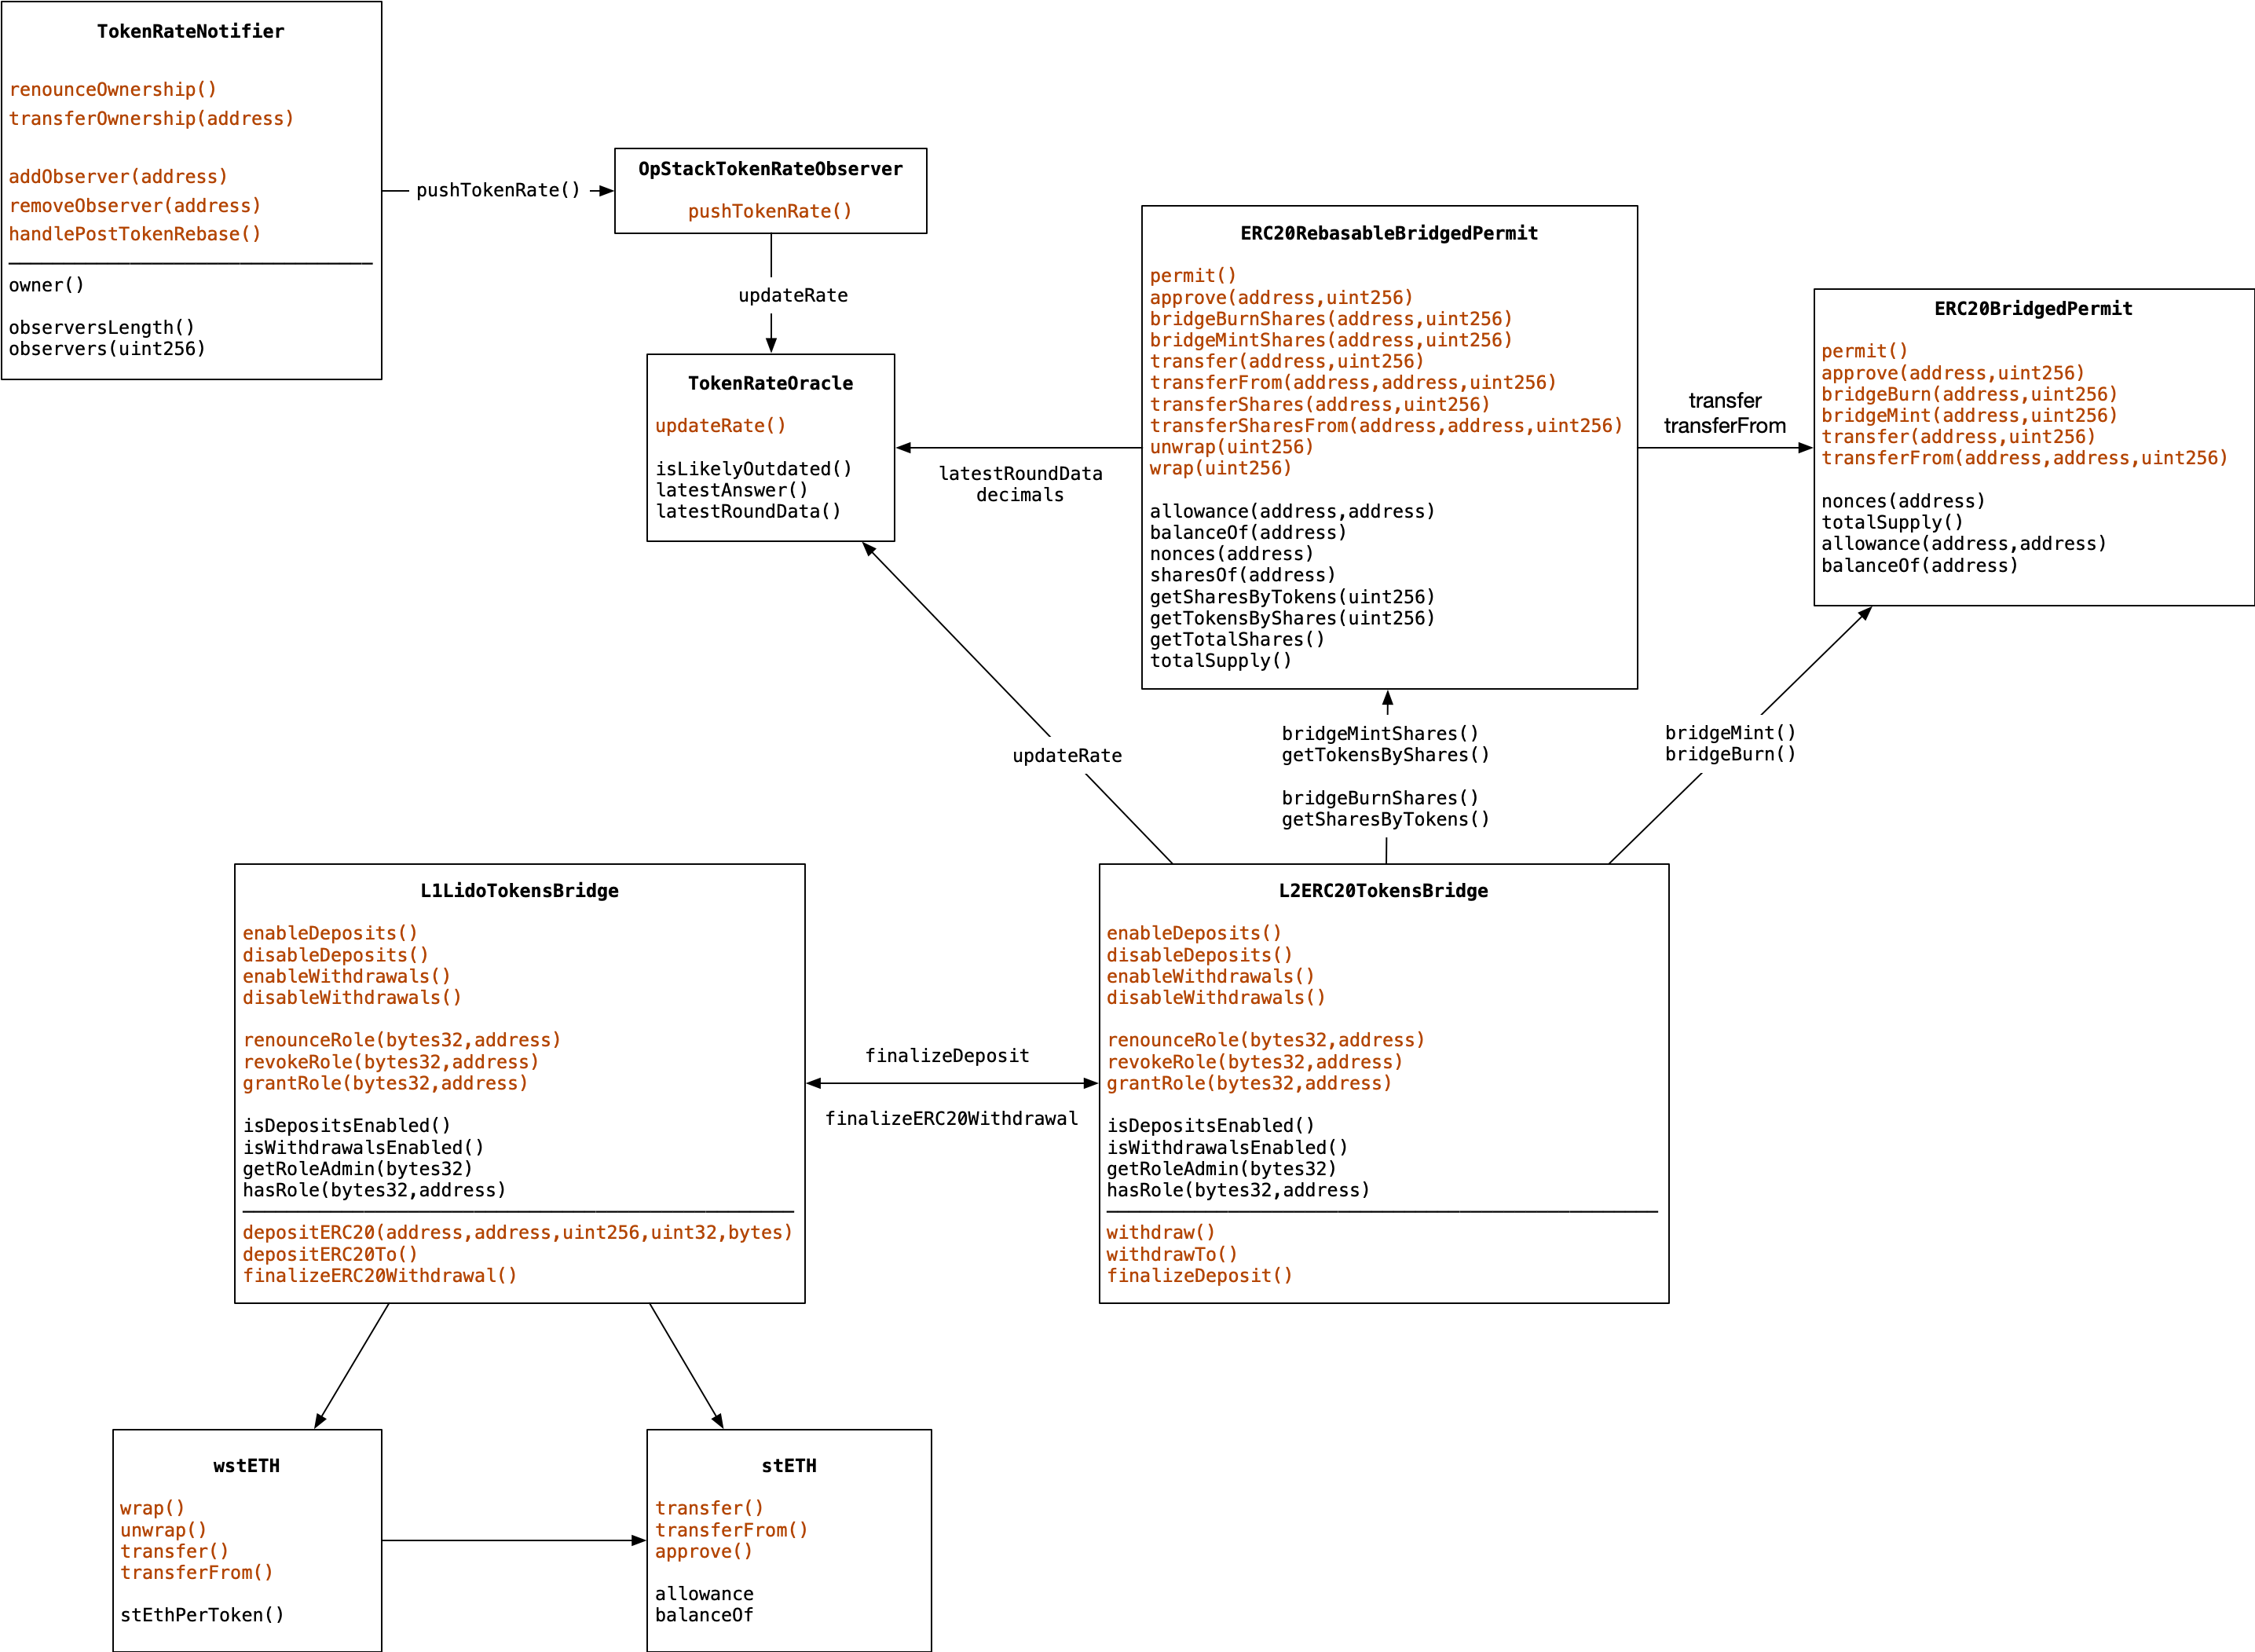 TokenRateNotifier
renounceOwnership()
transferOwnership(address)
addObserver(address)
removeObserver(address)
handlePostTokenRebase()
owner()
observersLength()
observers(uint256)
pushTokenRate()
OpStackTokenRateObserver
pushTokenRate()
updateRate
TokenRateOracle
updateRate()
isLikelyOutdated()
latestAnswer()
latestRoundData()
latestRoundData
decimals
ERC20RebasableBridgedPermit
permit()
approve(address,uint256)
bridgeBurnShares(address,uint256)
bridgeMintShares(address,uint256)
transfer(address,uint256)
transferFrom(address,address,uint256)
transferShares(address,uint256)
transferSharesFrom(address,address,uint256)
unwrap(uint256)
wrap(uint256)
allowance(address,address)
balanceOf(address)
nonces(address)
sharesOf(address)
getSharesByTokens(uint256)
getTokensByShares(uint256)
getTotalShares()
totalSupply()
transfer
transferFrom
ERC20BridgedPermit
permit()
approve(address,uint256)
bridgeBurn(address,uint256)
bridgeMint(address,uint256)
transfer(address,uint256)
transferFrom(address,address,uint256)
nonces(address)
totalSupply()
allowance(address,address)
balanceOf(address)
updateRate
bridgeMintShares()
getTokensByShares()
bridgeBurnShares()
getSharesByTokens()
bridgeMint()
bridgeBurn()
L1LidoTokensBridge
enableDeposits()
disableDeposits()
enableWithdrawals()
disableWithdrawals()
renounceRole(bytes32,address)
revokeRole(bytes32,address)
grantRole(bytes32,address)
isDepositsEnabled()
isWithdrawalsEnabled()
getRoleAdmin(bytes32)
hasRole(bytes32,address)
depositERC20(address,address,uint256,uint32,bytes)
depositERC20To()
finalizeERC20Withdrawal()
finalizeDeposit
finalizeERC20Withdrawal
L2ERC20TokensBridge
enableDeposits()
disableDeposits()
enableWithdrawals()
disableWithdrawals()
renounceRole(bytes32,address)
revokeRole(bytes32,address)
grantRole(bytes32,address)
isDepositsEnabled()
isWithdrawalsEnabled()
getRoleAdmin(bytes32)
hasRole(bytes32,address)
withdraw()
withdrawTo()
finalizeDeposit()
wstETH
wrap()
unwrap()
transfer()
transferFrom()
stEthPerToken()
stETH
transfer()
transferFrom()
approve()
allowance
balanceOf